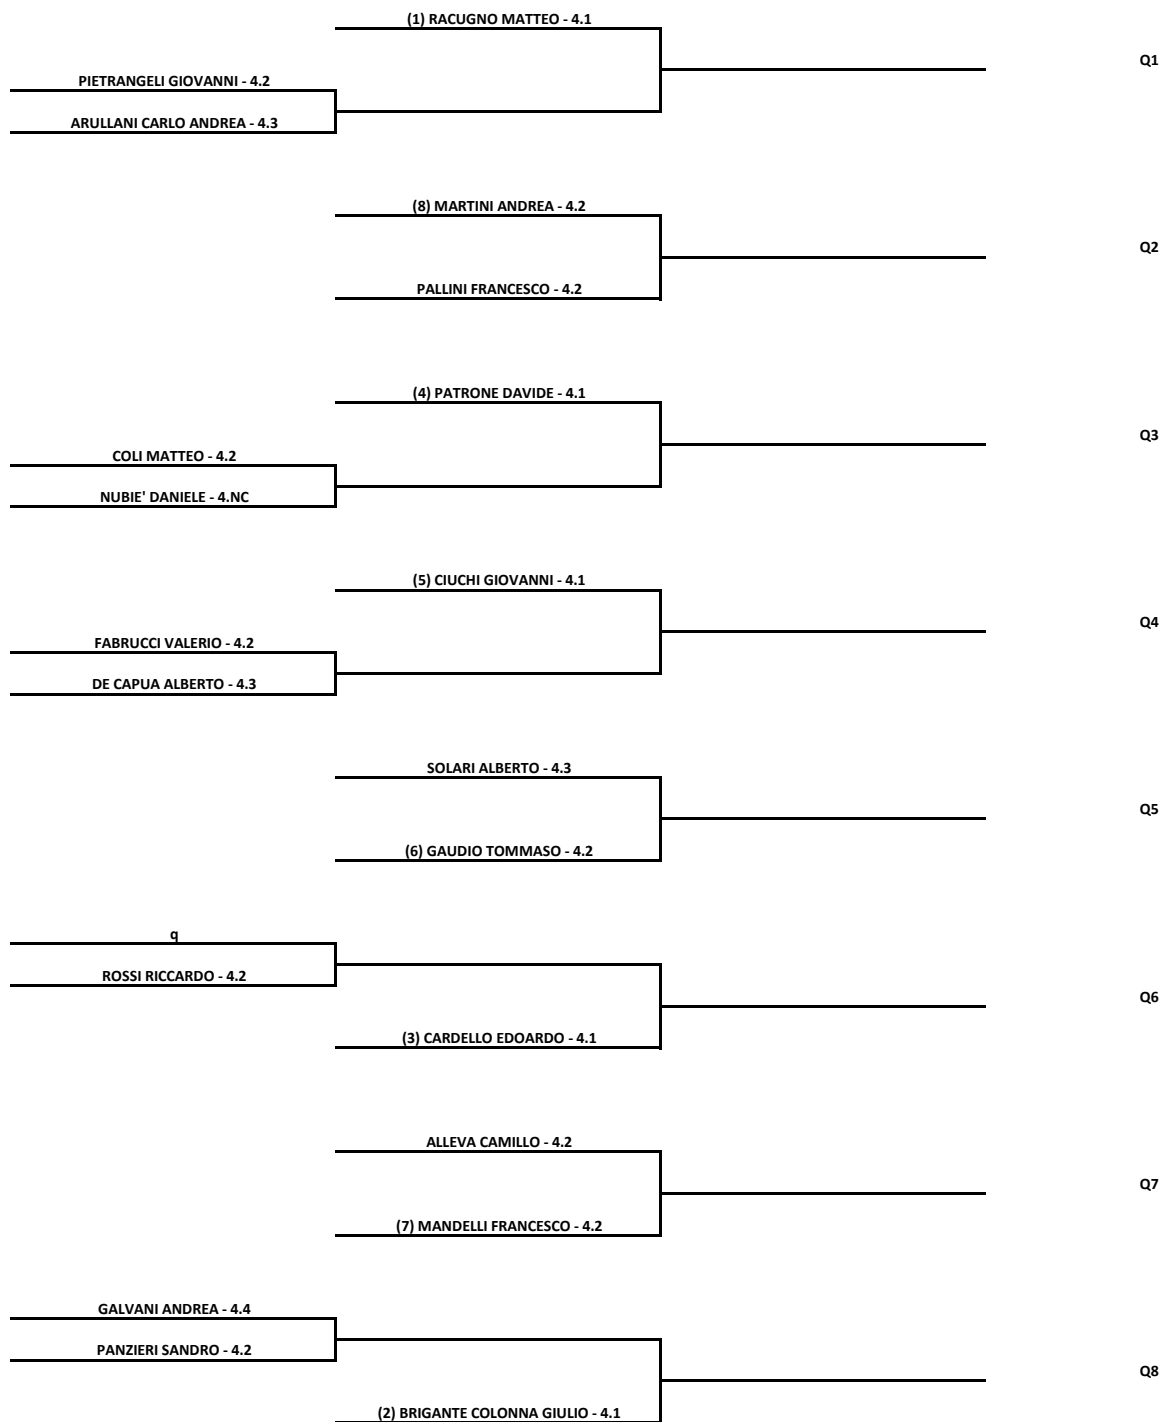 (1) RACUGNO MATTEO - 4.1
Q1
PIETRANGELI GIOVANNI - 4.2
ARULLANI CARLO ANDREA - 4.3
(8) MARTINI ANDREA - 4.2
Q2
PALLINI FRANCESCO - 4.2
(4) PATRONE DAVIDE - 4.1
Q3
COLI MATTEO - 4.2
NUBIE' DANIELE - 4.NC
(5) CIUCHI GIOVANNI - 4.1
Q4
FABRUCCI VALERIO - 4.2
DE CAPUA ALBERTO - 4.3
SOLARI ALBERTO - 4.3
Q5
(6) GAUDIO TOMMASO - 4.2
q
ROSSI RICCARDO - 4.2
Q6
(3) CARDELLO EDOARDO - 4.1
ALLEVA CAMILLO - 4.2
Q7
(7) MANDELLI FRANCESCO - 4.2
GALVANI ANDREA - 4.4
PANZIERI SANDRO - 4.2
Q8
(2) BRIGANTE COLONNA GIULIO - 4.1